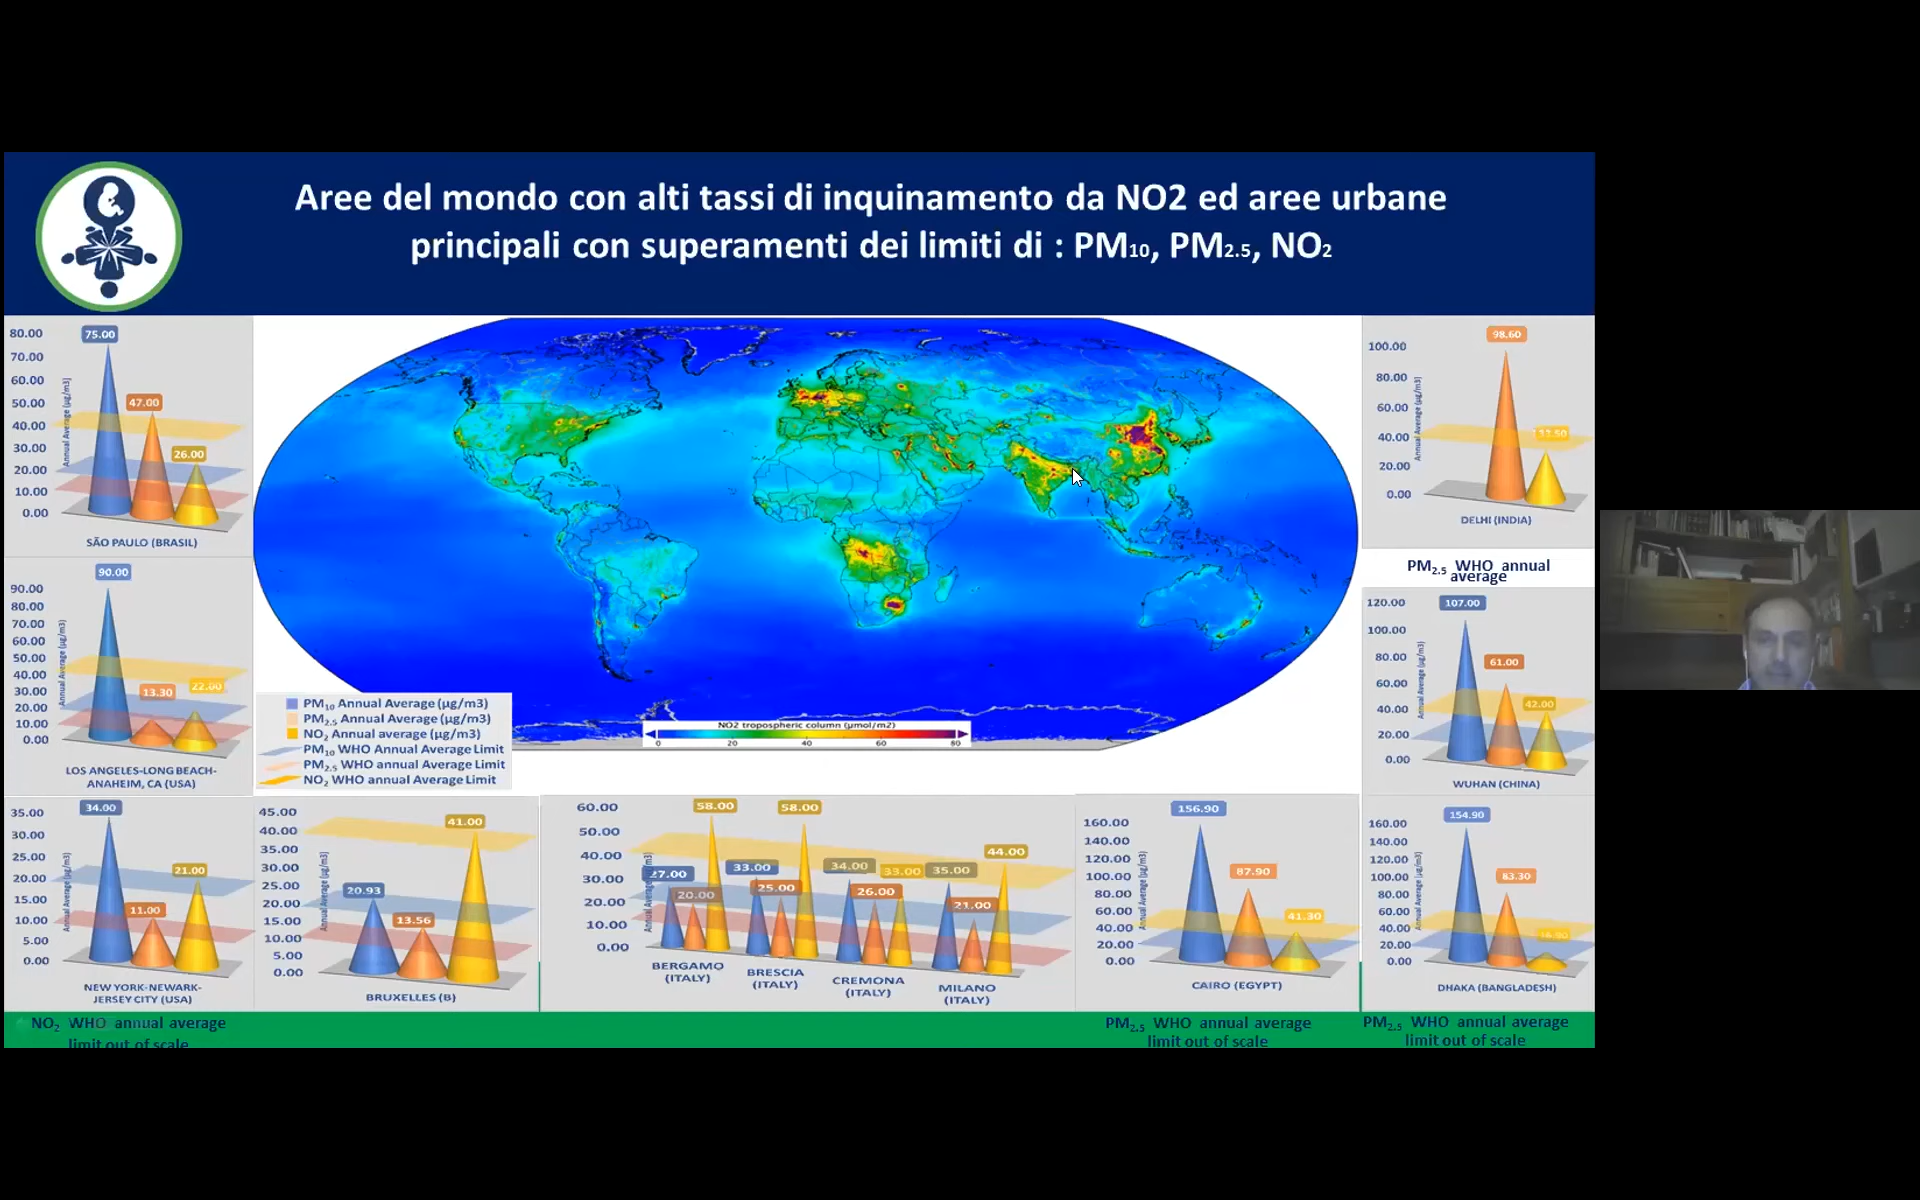 Aree del mondo con alti tassi di inquinamento da NO2 ed aree urbane
principali con superamenti dei limiti di : PM10, PM2.5, NO2
80.00
70.00
60.00
50.00
40.00
30.00
20.00
10.00
0.00
Annual Average (µg/m3)
75.00
47.00
26.00
SÃO PAULO (BRASIL)
90.00
80.00
70.00
60.00
50.00
40.00
30.00
20.00
10.00
0.00
Annual Average (µg/m3)
90.00
13.30
22.00
LOS ANGELES-LONG BEACH-
ANAHEIM, CA (USA)
PM10 Annual Average (µg/m3)
PM2.5 Annual Average (µg/m3)
NO2 Annual average (µg/m3)
PM10 WHO Annual Average Limit
PM2.5 WHO Annual Average Limit
NO2 WHO annual Average Limit
NO2 tropospheric column (µmol/m2)
0 20 40 60 80
100.00
80.00
60.00
40.00
20.00
0.00
Annual Average (µg/m3)
98.60
DELHI (INDIA)
PM2.5 WHO annual
average
120.00
100.00
80.00
60.00
40.00
20.00
0.00
Annual Average (µg/m3)
107.00
61.00
42.00
WUHAN (CHINA)
35.00
30.00
25.00
20.00
15.00
10.00
5.00
0.00
Annual Average (µg/m3)
34.00
11.00
21.00
NEW YORK-NEWARK-
JERSEY CITY (USA)
45.00
40.00
35.00
30.00
25.00
20.00
15.00
10.00
5.00
0.00
Annual Average (µg/m3)
20.93
13.56
41.00
BRUXELLES (B)
60.00
50.00
40.00
30.00
20.00
10.00
0.00
Annual Average (µg/m3)
27.00
20.00
58.00
33.00
25.00
58.00
34.00
26.00
33.00
35.00
21.00
44.00
BERGAMO
(ITALY)
BRESCIA
(ITALY)
CREMONA
(ITALY)
MILANO
(ITALY)
160.00
140.00
120.00
100.00
80.00
60.00
40.00
20.00
0.00
Annual Average (µg/m3)
156.90
87.90
41.30
CAIRO (EGYPT)
160.00
140.00
120.00
100.00
80.00
60.00
40.00
20.00
0.00
Annual Average (µg/m3)
154.90
83.30
DHAKA (BANGLADESH)
NO2 WHO annual average
limit out of scale
PM2.5 WHO annual average
limit out of scale
PM2.5 WHO annual average
limit out of scale